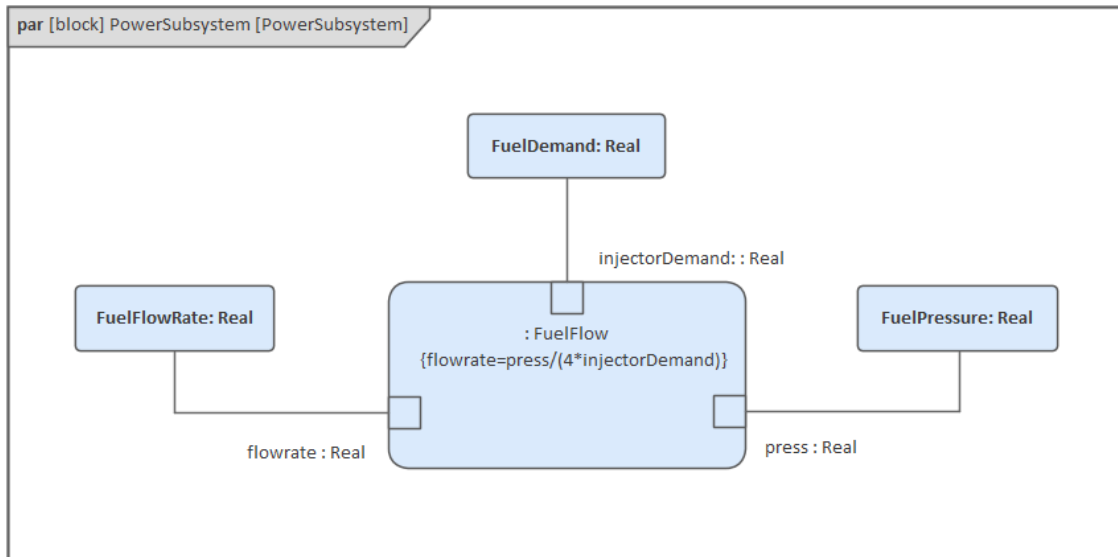 par [block] PowerSubsystem [PowerSubsystem]
FuelDemand: Real
injectorDemand: : Real
FuelFlowRate: Real
FuelPressure: Real
: FuelFlow
{flowrate=press/(4*injectorDemand)}
flowrate : Real
press : Real